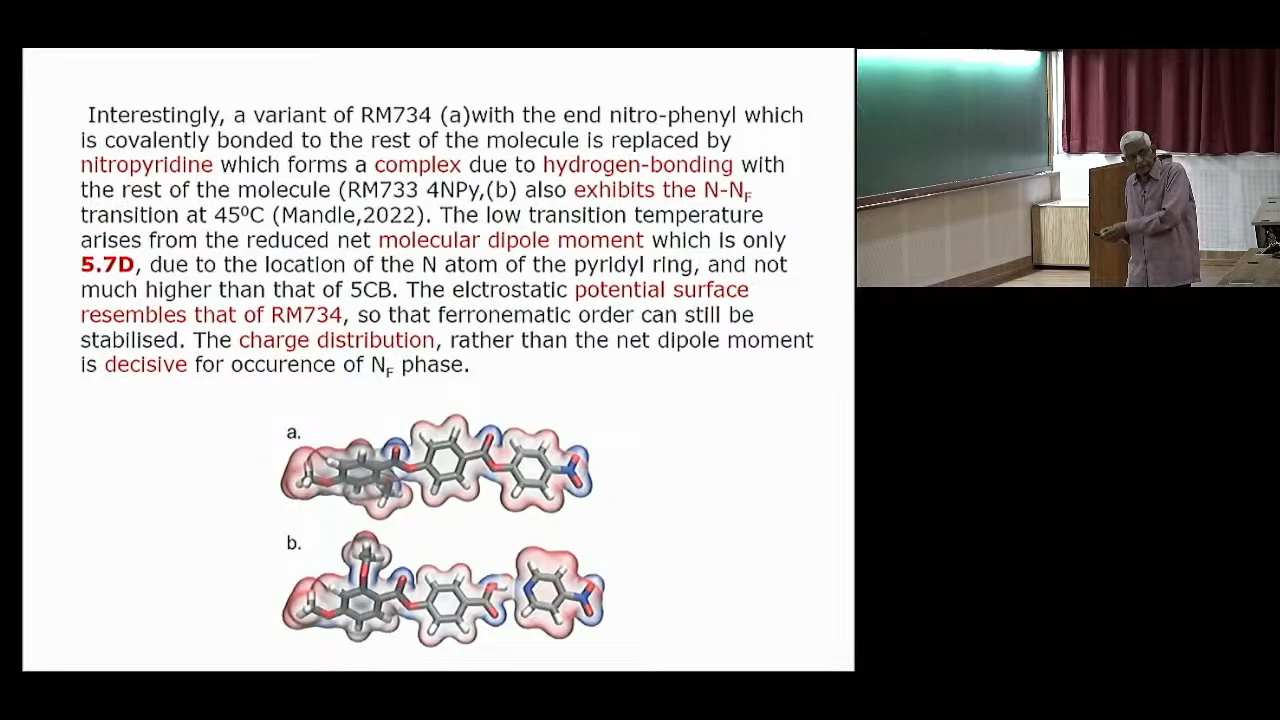 Interestingly, a variant of RM734 (a)with the end nitro-phenyl which
is covalently bonded to the rest of the molecule is replaced by
nitropyridine which forms a complex due to hydrogen-bonding with
the rest of the molecule (RM733 4NPy,(b) also exhibits the N-NF
transition at 45⁰C (Mandle,2022). The low transition temperature
arises from the reduced net molecular dipole moment which is only
5.7D, due to the location of the N atom of the pyridyl ring, and not
much higher than that of 5CB. The elctrostatic potential surface
resembles that of RM734, so that ferronematic order can still be
stabilised. The charge distribution, rather than the net dipole moment
is decisive for occurence of NF phase.
a.
b.